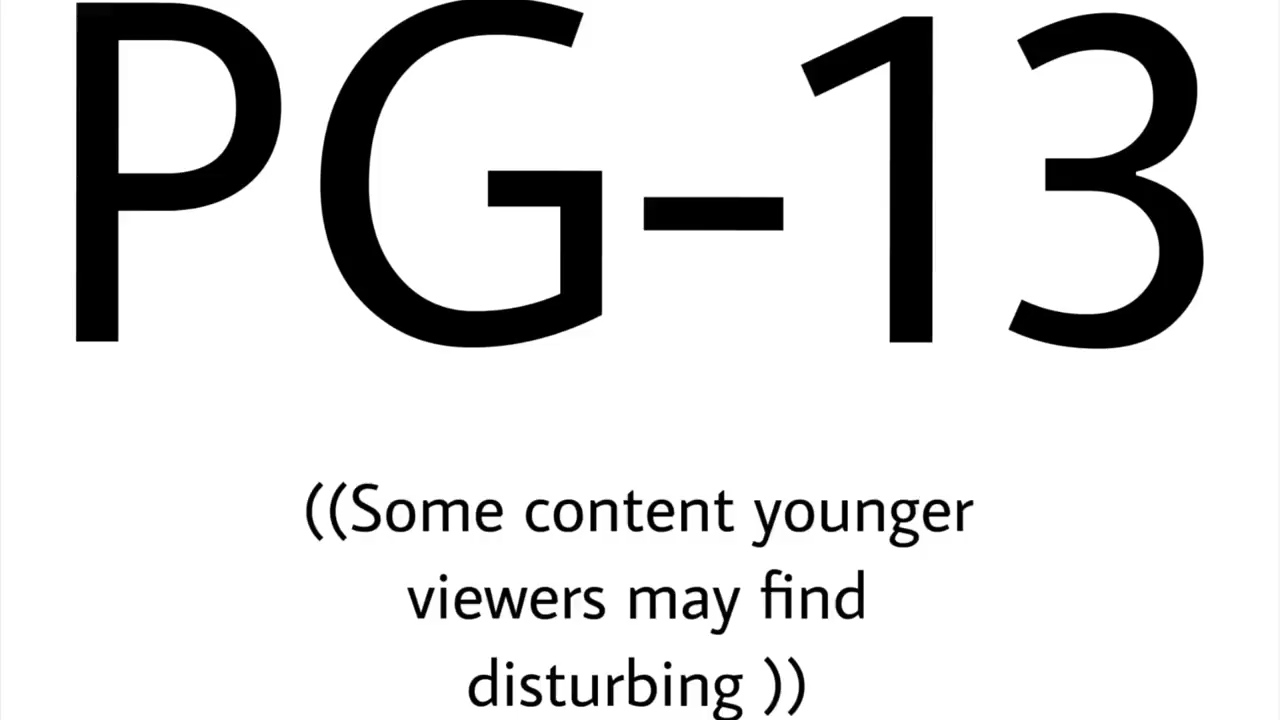 PG-13
((Some content younger
viewers may find
disturbing ))